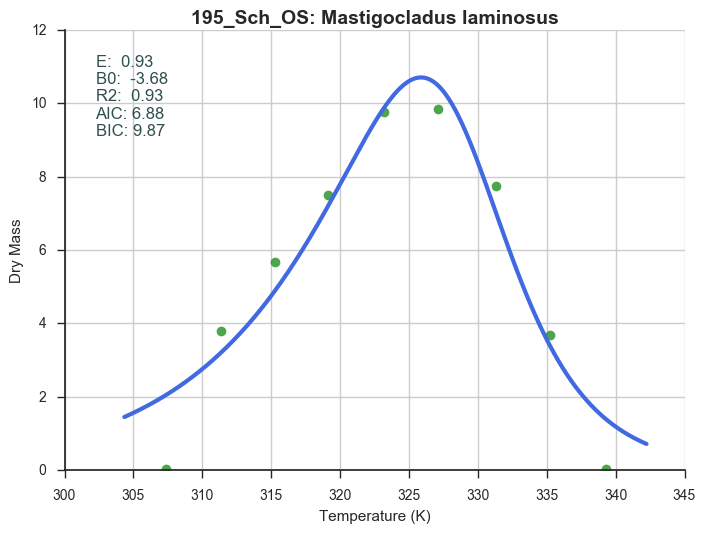 195_Sch_OS: Mastigocladus laminosus
E:  0.93
B0:  -3.68
R2:  0.93
AIC: 6.88
BIC: 9.87
12
10
8
6
4
2
0
Dry Mass
300 305 310 315 320 325 330 335 340 345
Temperature (K)